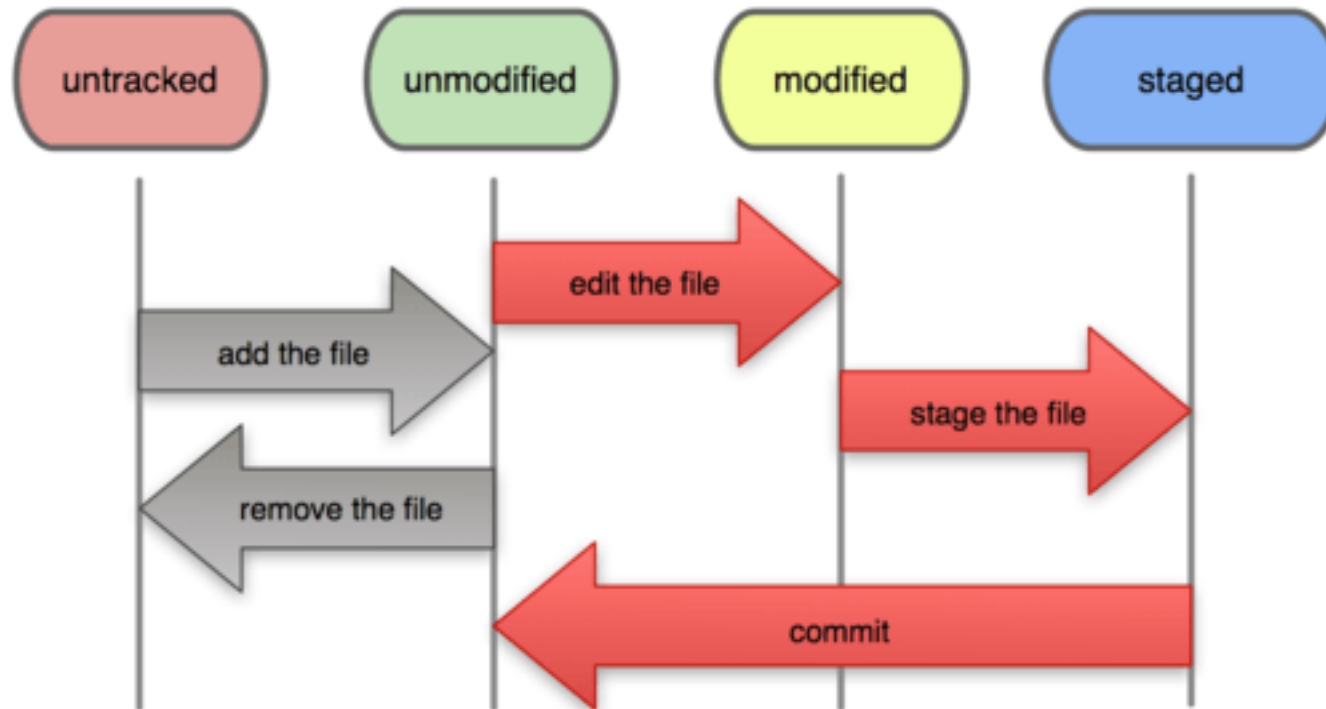 untracked
unmodified
modified
staged
edit the file
add the file
stage the file
remove the file
commit